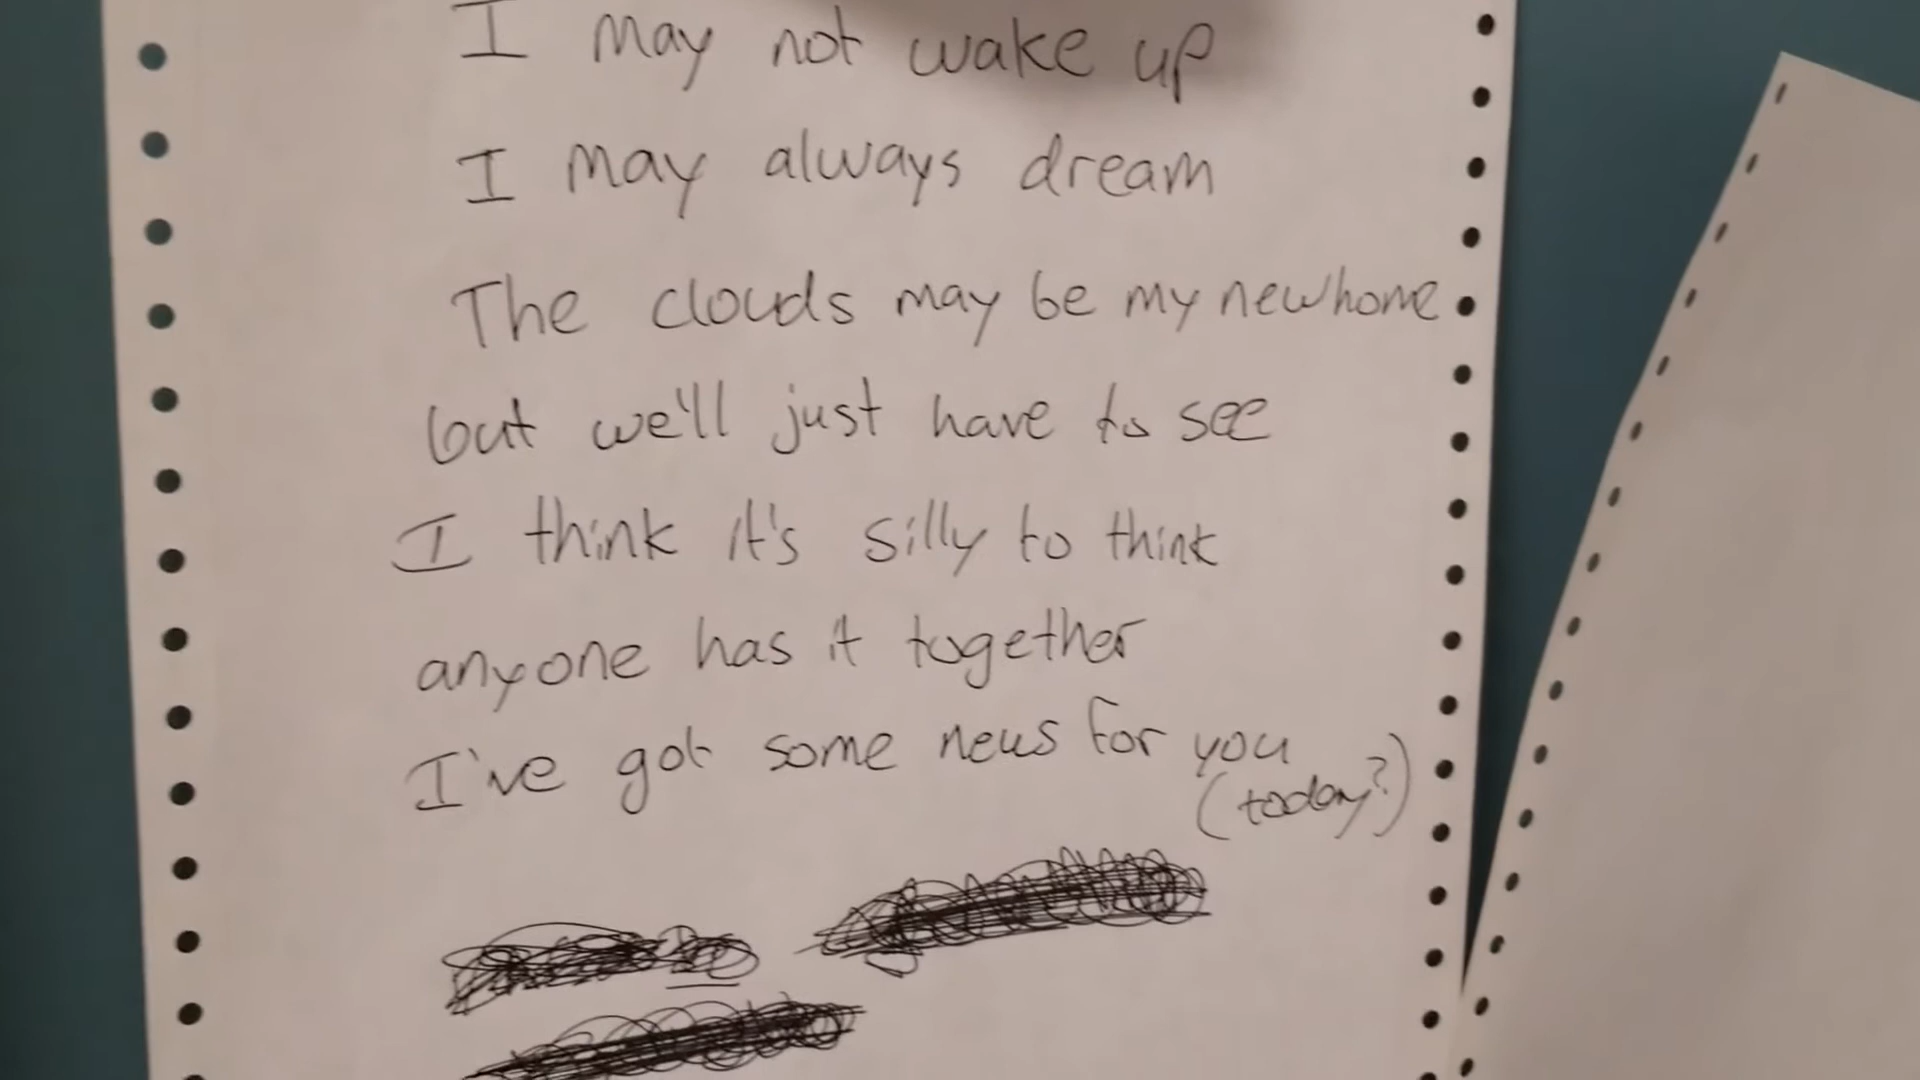 I may not wake up
I may always dream
The clouds may be my new home
but we'll just have to see
I think it's silly to think
anyone has it together
I've got some news for you
(today?)